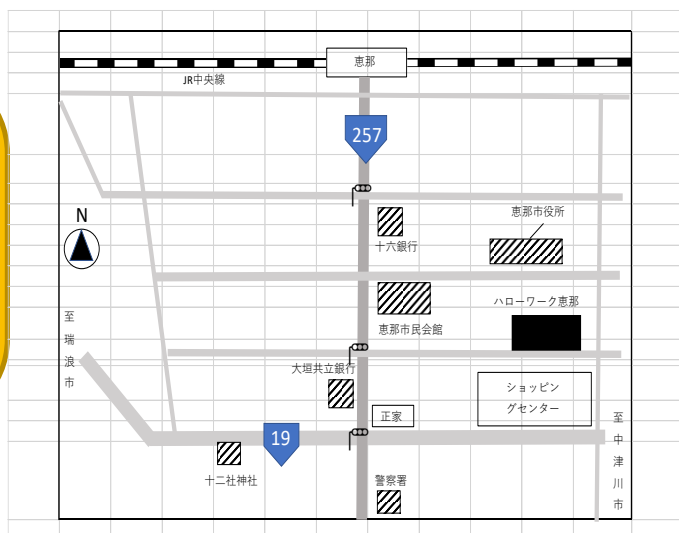 恵那
JR中央線
257
N
恵那市役所
十六銀行
ハローワーク恵那
至瑞浪市
恵那市民会館
大垣共立銀行
ショッピン
グセンター
正家
至中津川市
19
十二社神社
警察署